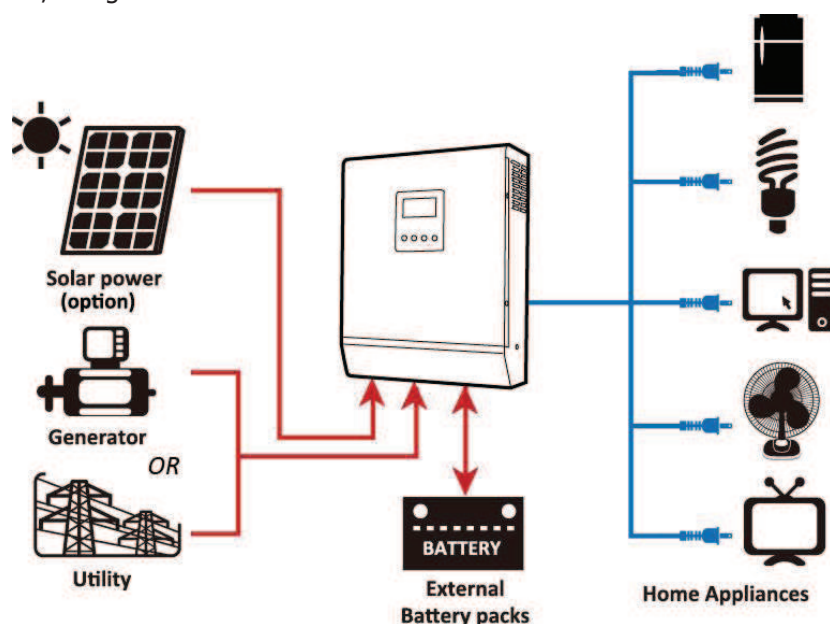 Solar power
(option)
Generator
OR
Utility
BATTERY
External
Battery packs
Home Appliances